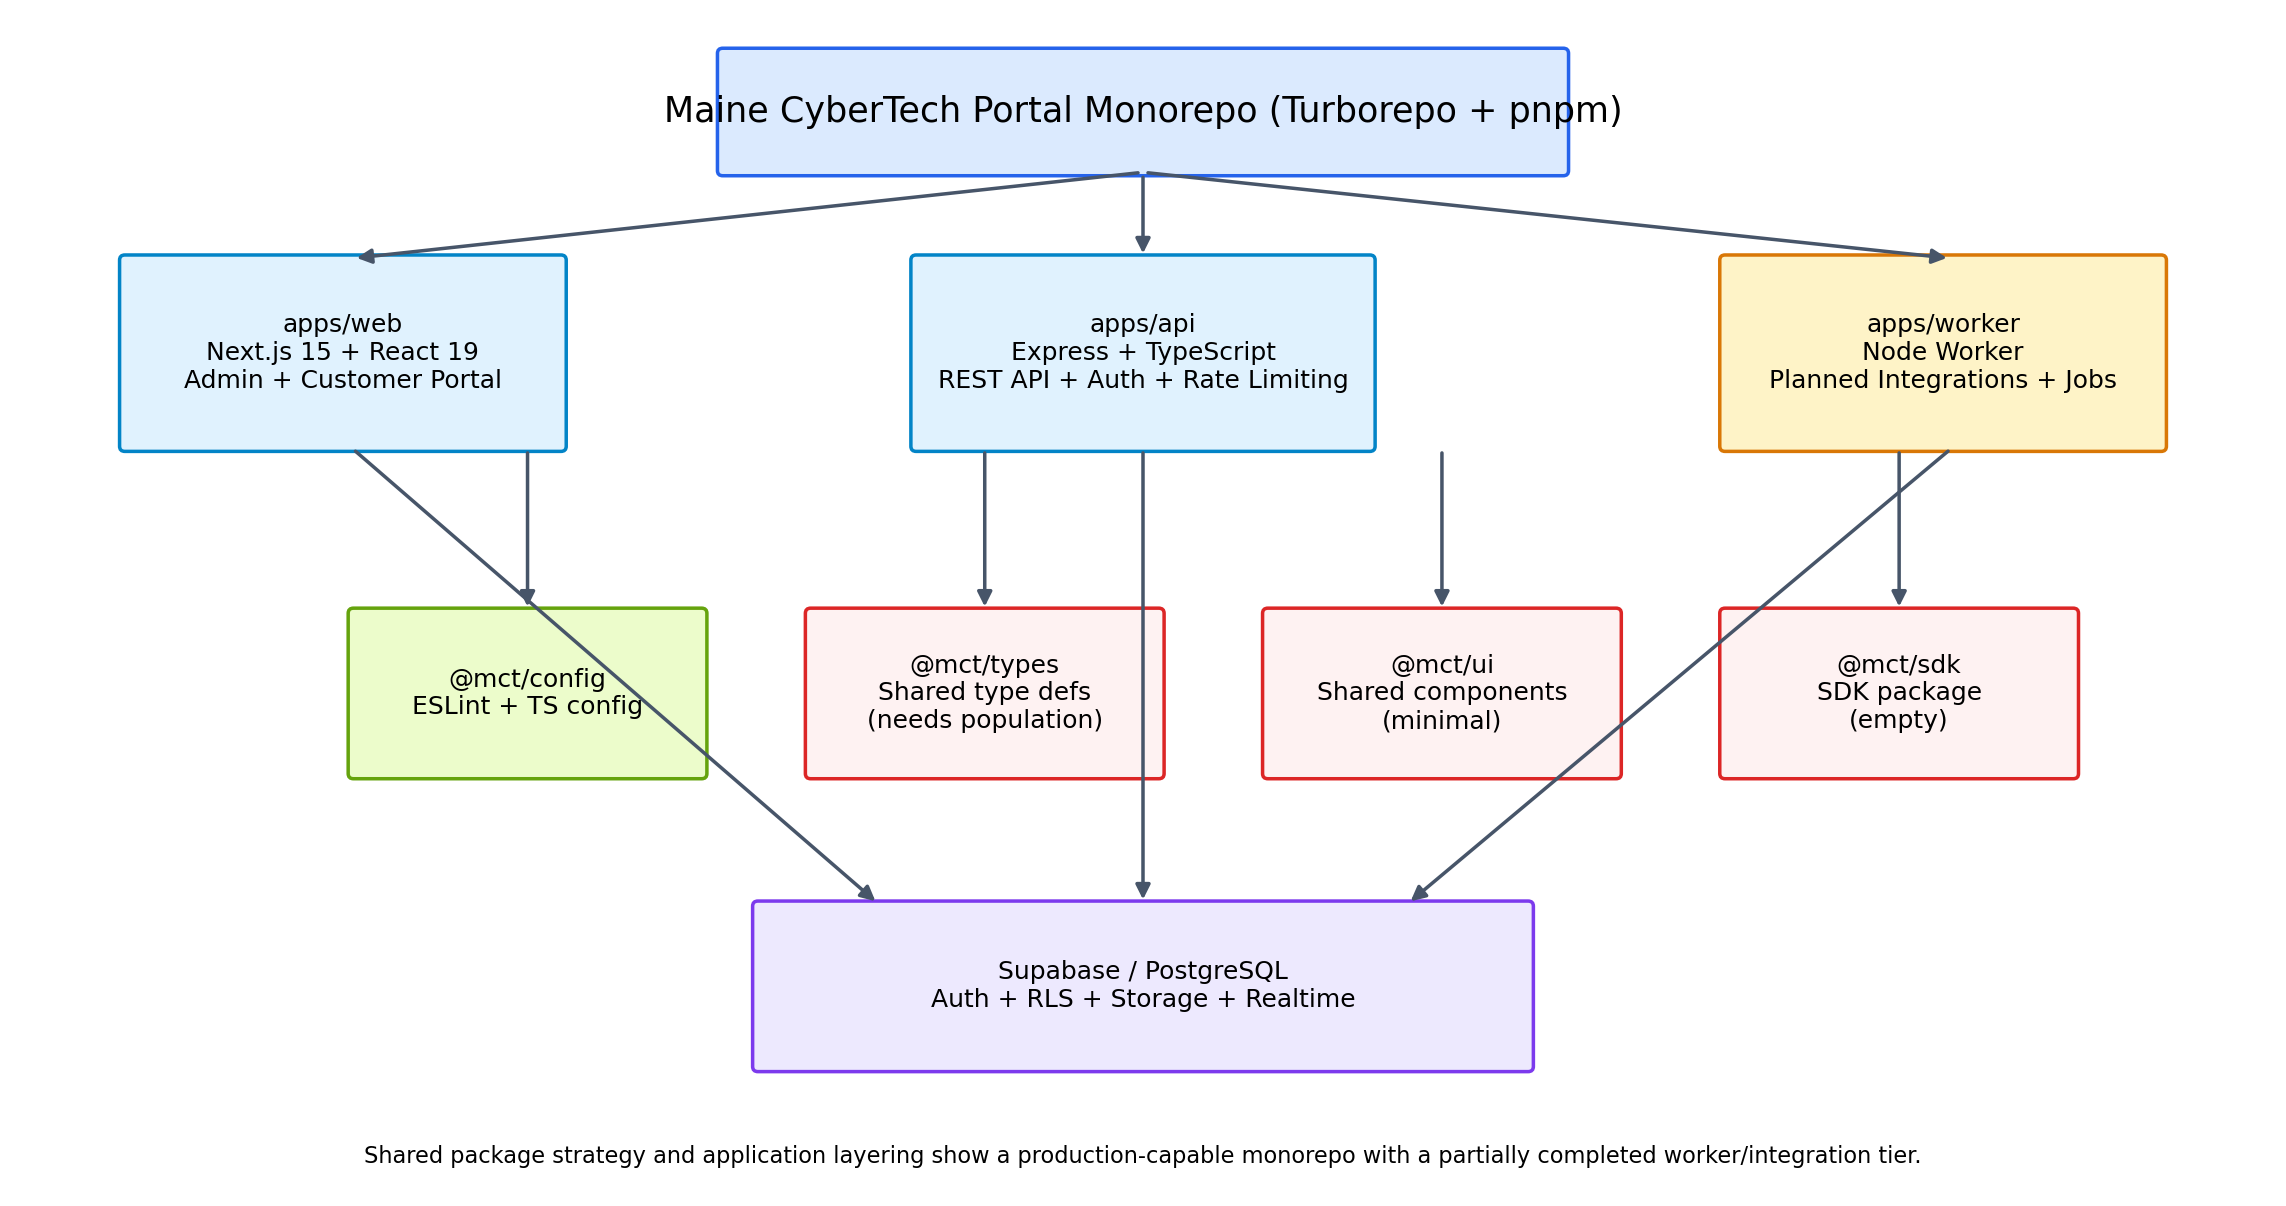 Maine CyberTech Portal Monorepo (Turborepo + pnpm)
apps/web
Next.js 15 + React 19
Admin + Customer Portal
apps/api
Express + TypeScript
REST API + Auth + Rate Limiting
apps/worker
Node Worker
Planned Integrations + Jobs
@mct/config
ESLint + TS config
@mct/types
Shared type defs
(needs population)
@mct/ui
Shared components
(minimal)
@mct/sdk
SDK package
(empty)
Supabase / PostgreSQL
Auth + RLS + Storage + Realtime
Shared package strategy and application layering show a production-capable monorepo with a partially completed worker/integration tier.